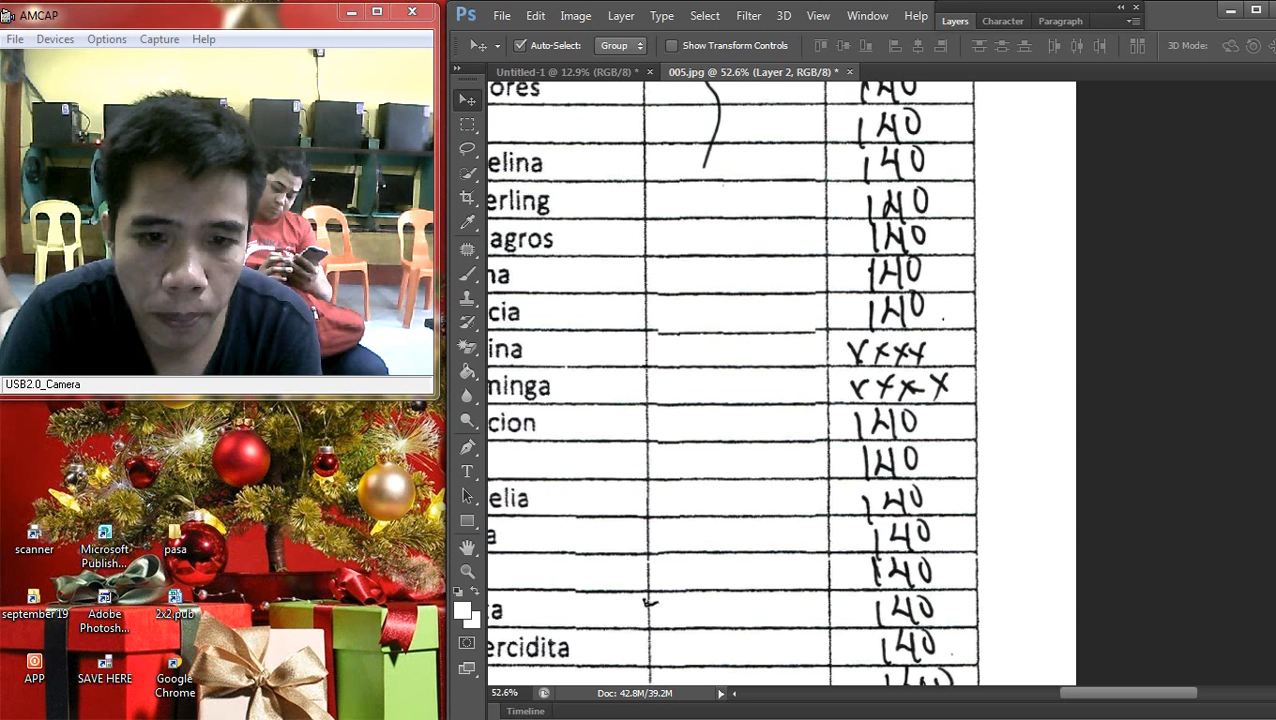 AMCAP
File Devices Options Capture Help
USB2.0_Camera
scanner
Microsoft Publish...
pasa
september 19
Adobe Photosh...
2x2.pub
APP
SAVE HERE
Google Chrome
Ps File Edit Image Layer Type Select Filter 3D View Window Help
Layers Character Paragraph
Auto-Select: Group Show Transform Controls 3D Mode:
Untitled-1 @ 12.9% (RGB/8) * × 005.jpg @ 52.6% (Layer 2, RGB/8) * ×
ores 140
140
elina 140
erling 140
agros 140
na 140
cia 140
ina xxxx
minga xxxx
cion 140
140
elia 140
a 140
140
a 140
ercidita 140
140
52.6% Doc: 42.8M/39.2M
Timeline